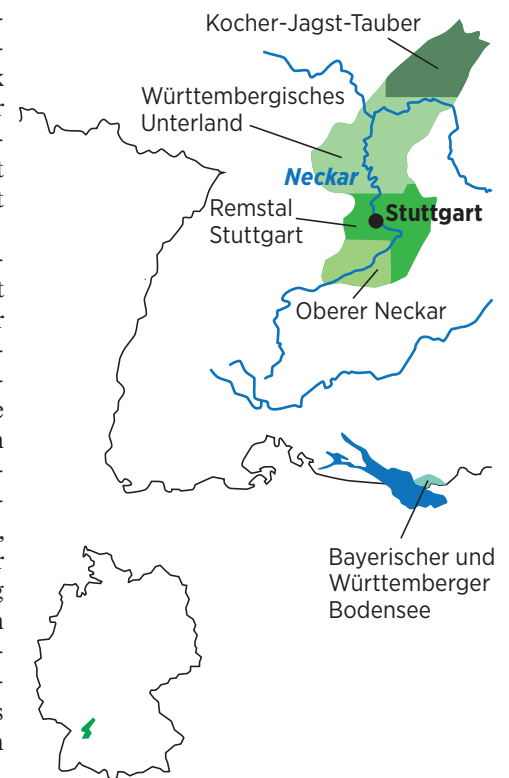 Kocher-Jagst-Tauber
Württembergisches
Unterland
Neckar
Remstal
Stuttgart
Stuttgart
Oberer Neckar
Bayerischer und
Württemberger
Bodensee